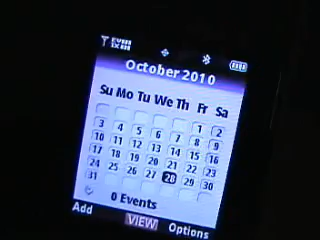 EV
1X
October 2010
Su Mo Tu We Th Fr Sa
1 2
3 4 5 6 7 8 9
10 11 12 13 14 15 16
17 18 19 20 21 22 23
24 25 26 27 28 29 30
31
0 Events
Add VIEW Options